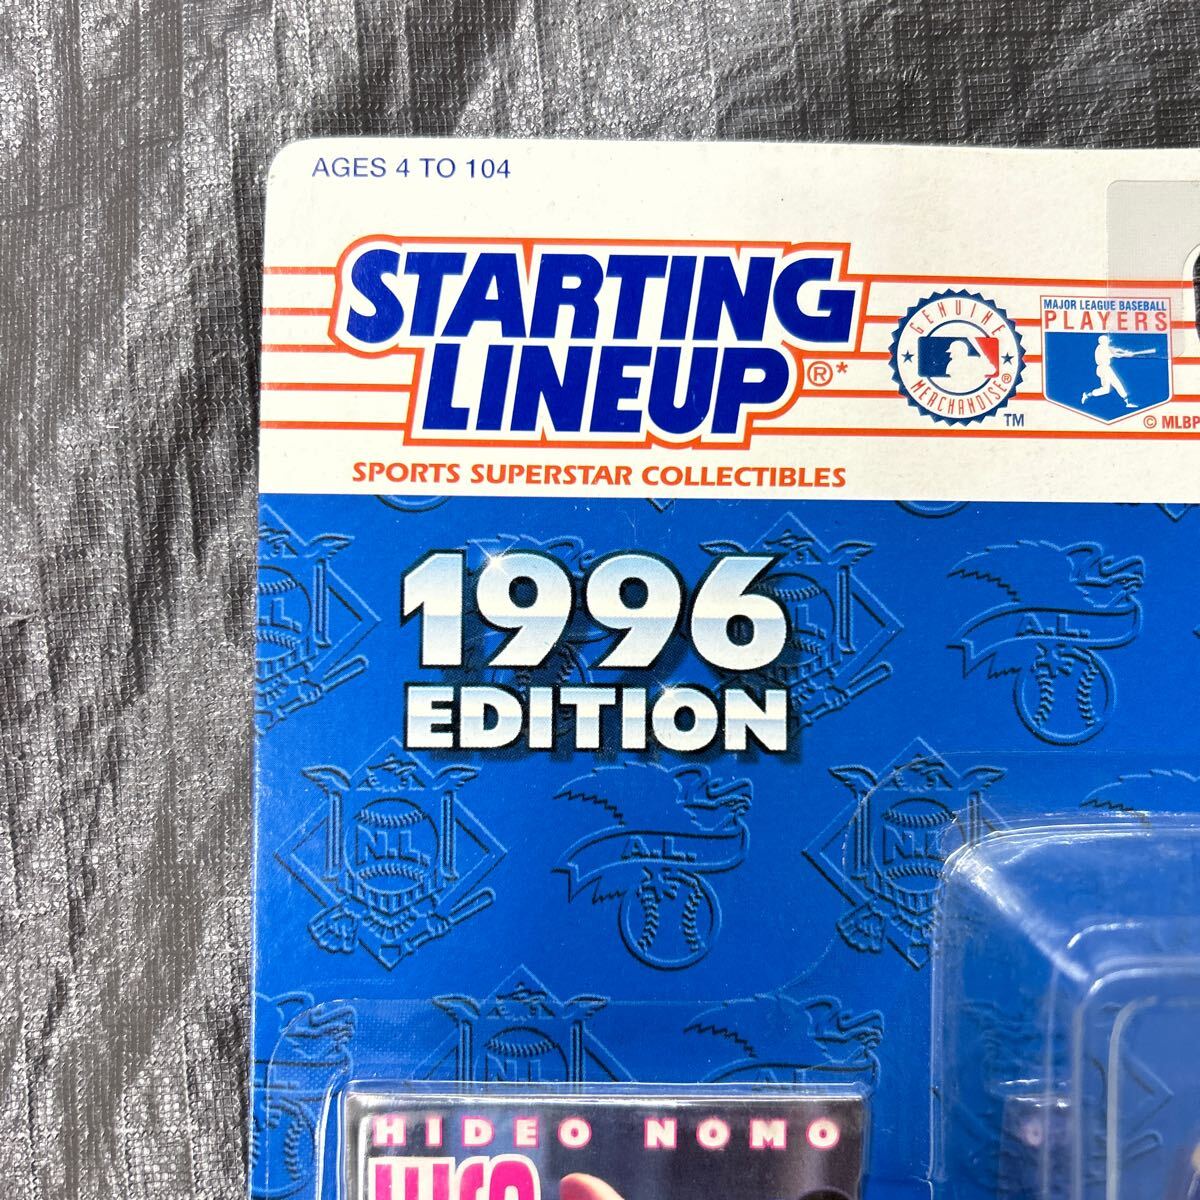 AGES 4 TO 104
STARTING
LINEUP®*
SPORTS SUPERSTAR COLLECTIBLES
GENUINE
MERCHANDISE®
TM
MAJOR LEAGUE BASEBALL
PLAYERS
© MLBP
1996
EDITION
N.L.
A.L.
N.L.
A.L.
N.L.
N.L.
A.L.
HIDEO NOMO